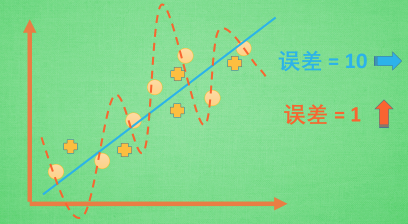 误差 = 10
误差 = 1